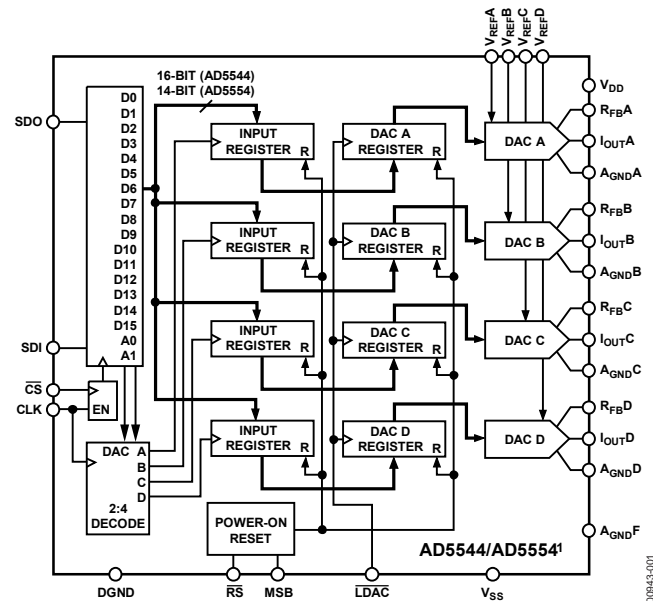 VREFA VREFB VREFC VREFD
16-BIT (AD5544)
14-BIT (AD5554)
SDO
D0
D1
D2
D3
D4
D5
D6
D7
D8
D9
D10
D11
D12
D13
D14
D15
A0
A1
SDI
CS
CLK
EN
DAC A
B
C
D
2:4
DECODE
INPUT
REGISTER R
DAC A
REGISTER R
DAC A
INPUT
REGISTER R
DAC B
REGISTER R
DAC B
INPUT
REGISTER R
DAC C
REGISTER R
DAC C
INPUT
REGISTER R
DAC D
REGISTER R
DAC D
VDD
RFBA
IOUTA
AGNDA
RFBB
IOUTB
AGNDB
RFBC
IOUTC
AGNDC
RFBD
IOUTD
AGNDD
AGNDF
POWER-ON
RESET
AD5544/AD5554¹
DGND
RS
MSB
LDAC
VSS
00943-001